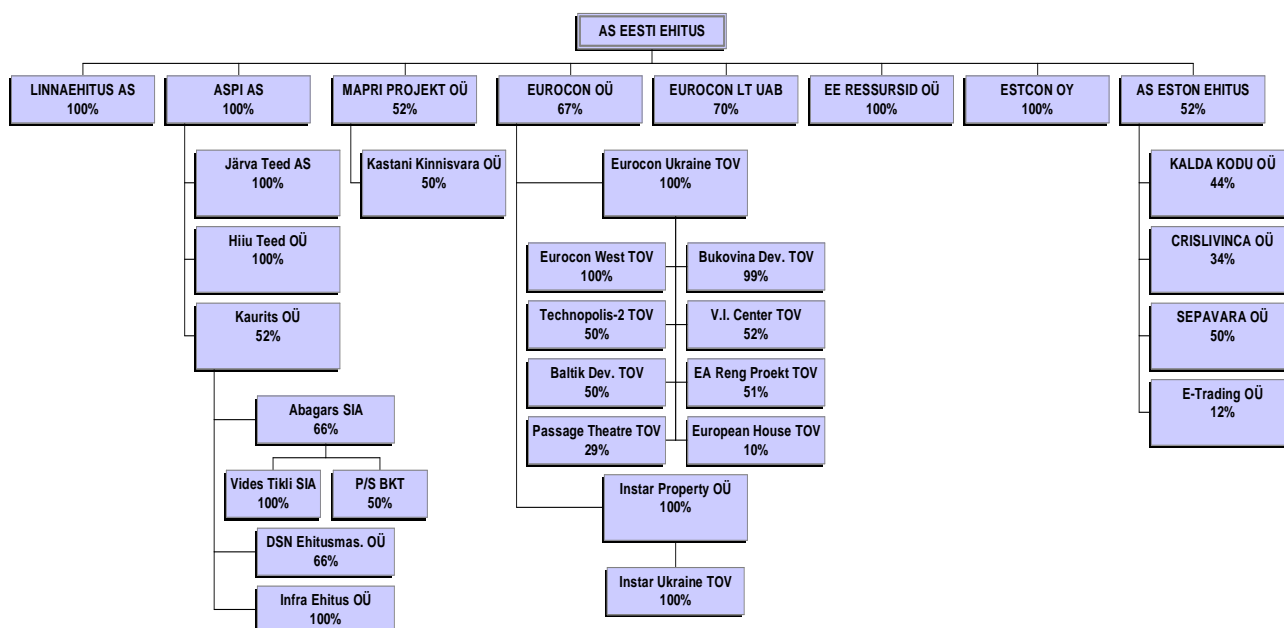 AS EESTI EHITUS
LINNAEHITUS AS
100%
ASPI AS
100%
MAPRI PROJEKT OÜ
52%
EUROCON OÜ
67%
EUROCON LT UAB
70%
EE RESSURSID OÜ
100%
ESTCON OY
100%
AS ESTON EHITUS
52%
Järva Teed AS
100%
Hiiu Teed OÜ
100%
Kaurits OÜ
52%
Abagars SIA
66%
Vides Tikli SIA
100%
P/S BKT
50%
DSN Ehitusmas. OÜ
66%
Infra Ehitus OÜ
100%
Kastani Kinnisvara OÜ
50%
Eurocon Ukraine TOV
100%
Eurocon West TOV
100%
Bukovina Dev. TOV
99%
Technopolis-2 TOV
50%
V.I. Center TOV
52%
Baltik Dev. TOV
50%
EA Reng Proekt TOV
51%
Passage Theatre TOV
29%
European House TOV
10%
Instar Property OÜ
100%
Instar Ukraine TOV
100%
KALDA KODU OÜ
44%
CRISLIVINCA OÜ
34%
SEPAVARA OÜ
50%
E-Trading OÜ
12%